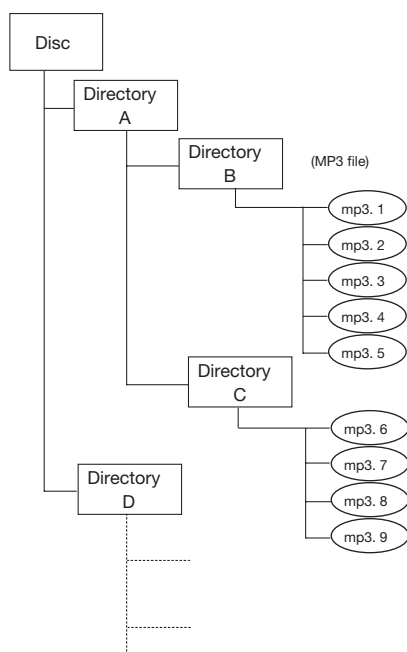 Disc
Directory
A
Directory
B
(MP3 file)
mp3. 1
mp3. 2
mp3. 3
mp3. 4
mp3. 5
Directory
C
mp3. 6
mp3. 7
mp3. 8
mp3. 9
Directory
D